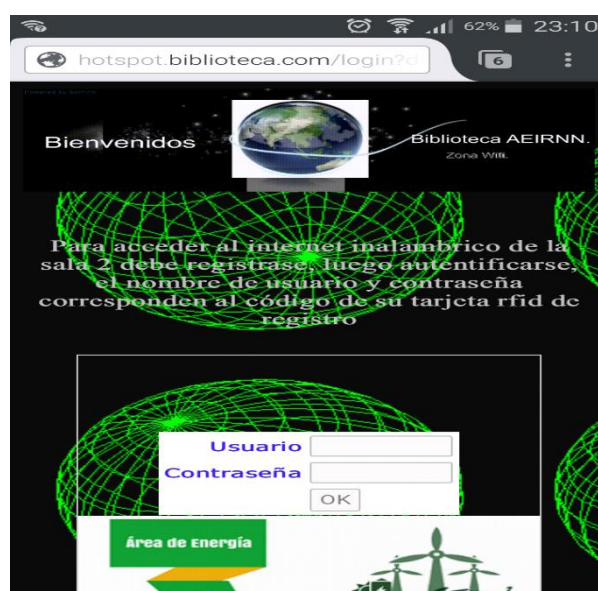 62% 23:10
hotspot.biblioteca.com/login?d
6
Bienvenidos
Biblioteca AEIRNN.
Zona Wifi.
Para acceder al internet inalambrico de la
sala 2 debe registrase, luego autentificarse,
el nombre de usuario y contraseña
corresponden al código de su tarjeta rfid de
registro
Usuario
Contraseña
OK
Área de Energía